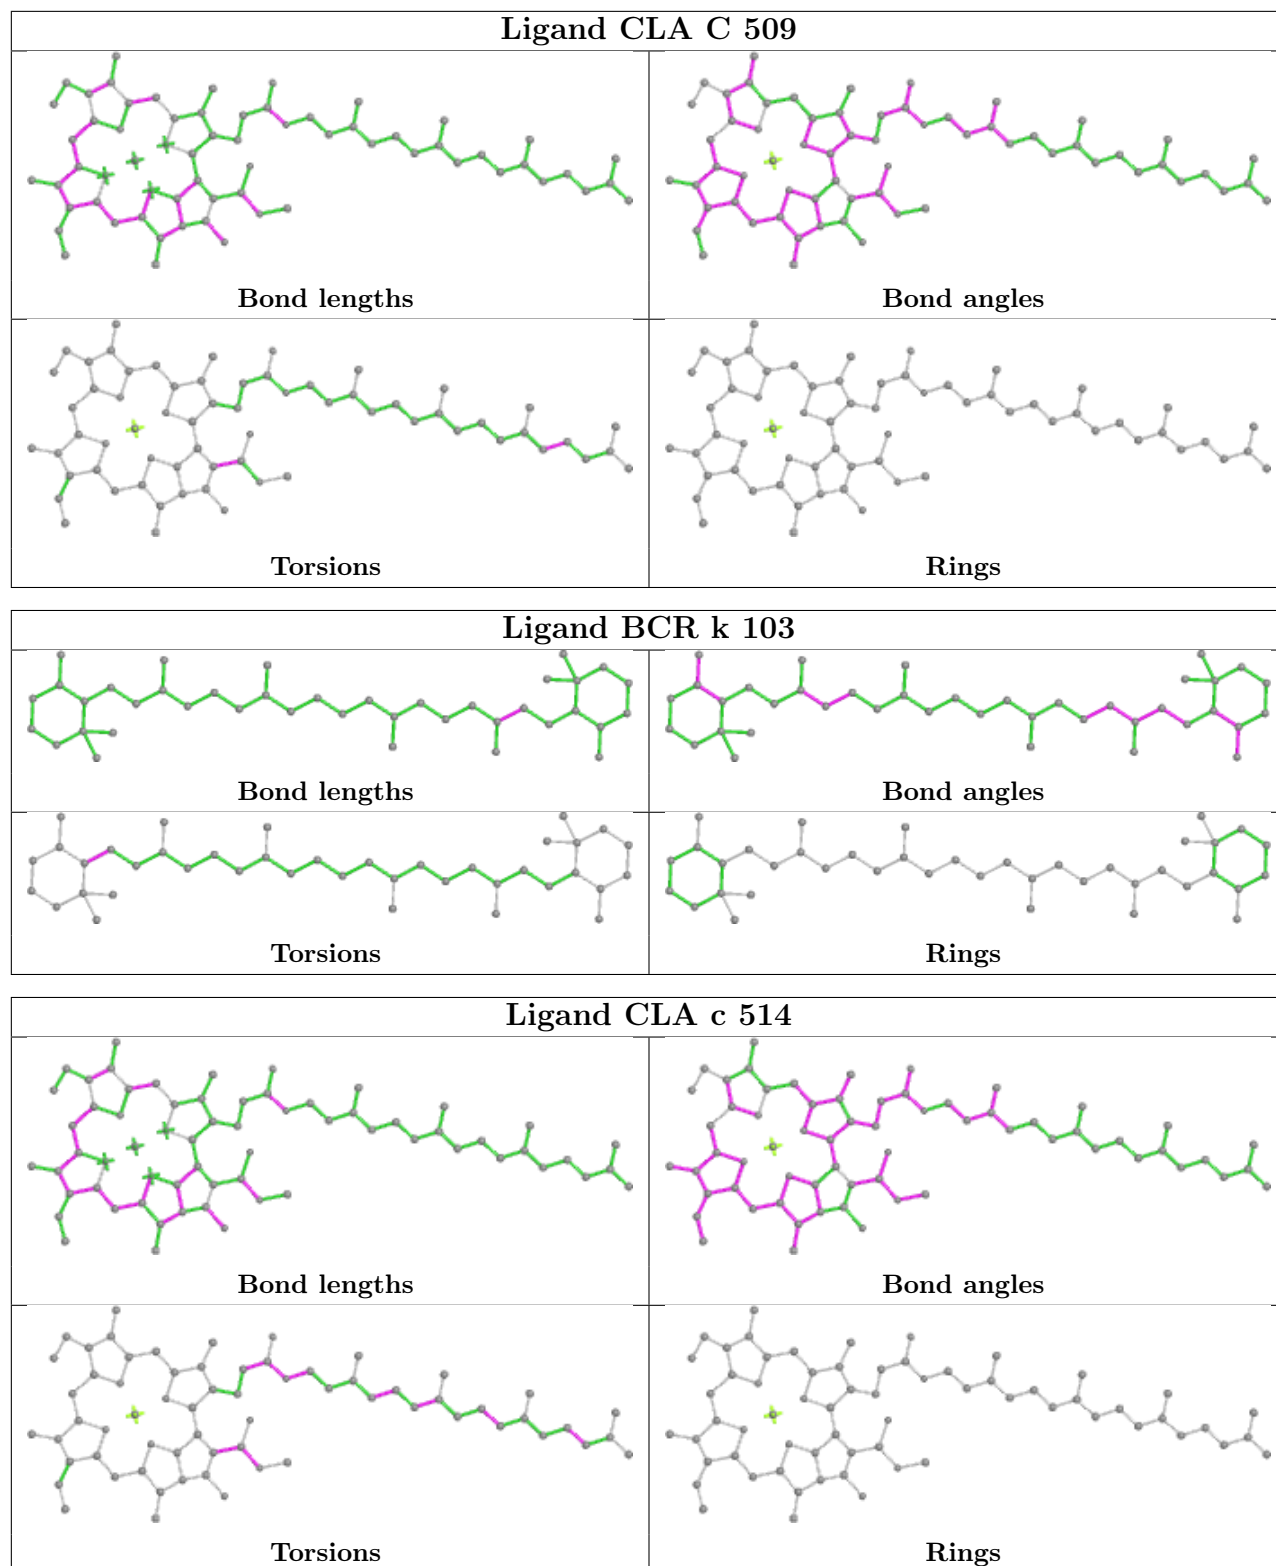 Ligand CLA C 509
Bond lengths
Bond angles
Torsions
Rings
Ligand BCR k 103
Bond lengths
Bond angles
Torsions
Rings
Ligand CLA c 514
Bond lengths
Bond angles
Torsions
Rings